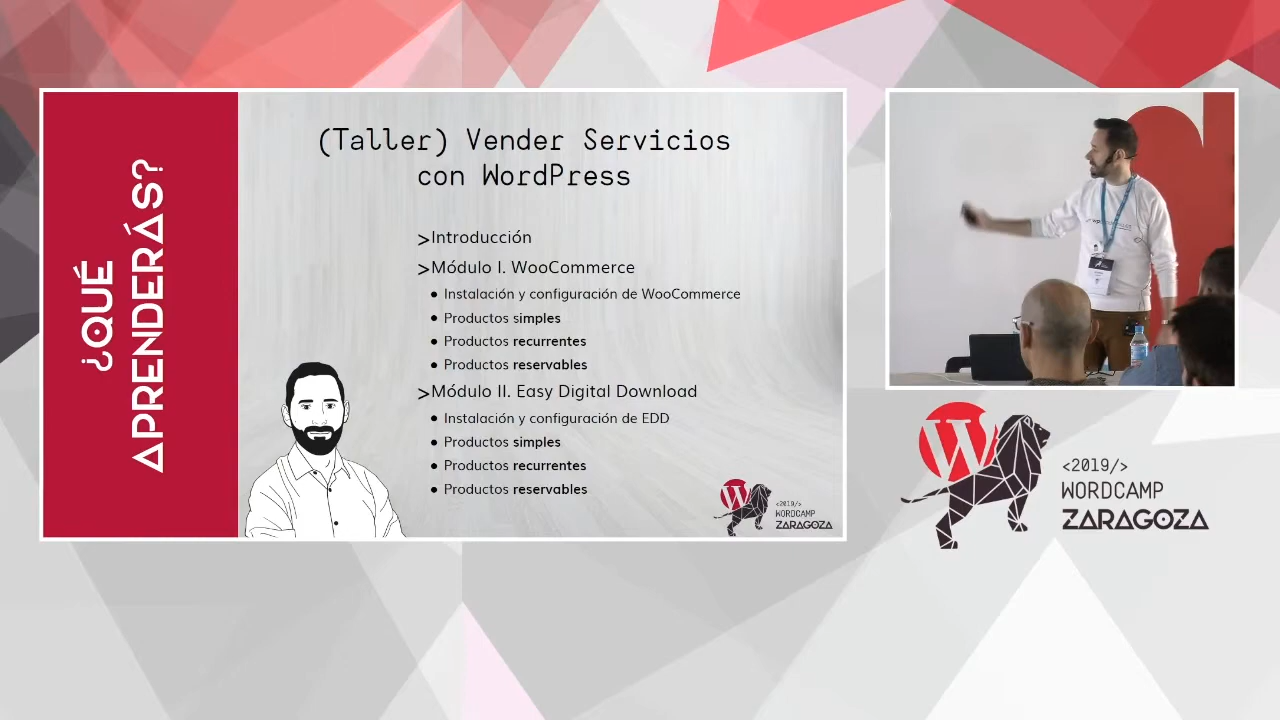 ¿QUÉ
APRENDERÁS?
(Taller) Vender Servicios
con WordPress
>Introducción
>Módulo I. WooCommerce
• Instalación y configuración de WooCommerce
• Productos simples
• Productos recurrentes
• Productos reservables
>Módulo II. Easy Digital Download
• Instalación y configuración de EDD
• Productos simples
• Productos recurrentes
• Productos reservables
W
<2019/>
WORDCAMP
ZARAGOZA
W
<2019/>
WORDCAMP
ZARAGOZA